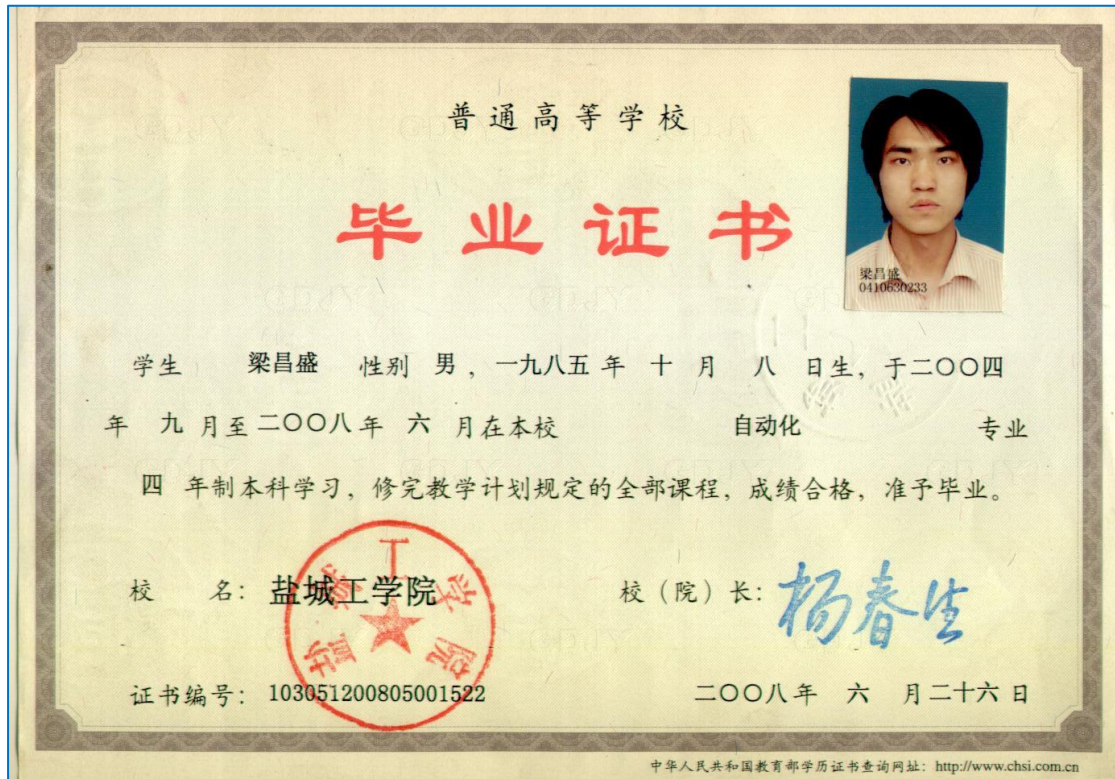 普通高等学校
毕业证书
梁昌盛
0410630233
学生 梁昌盛 性别 男，一九八五年 十 月 八 日生，于二〇〇四
年 九 月至二〇〇八年 六 月在本校 自动化 专业
四 年制本科学习，修完教学计划规定的全部课程，成绩合格，准予毕业。
校 名：盐城工学院 校（院）长：杨春生
盐城工学院
证书编号：103051200805001522 二〇〇八年 六 月二十六日
中华人民共和国教育部学历证书查询网址：http://www.chsi.com.cn